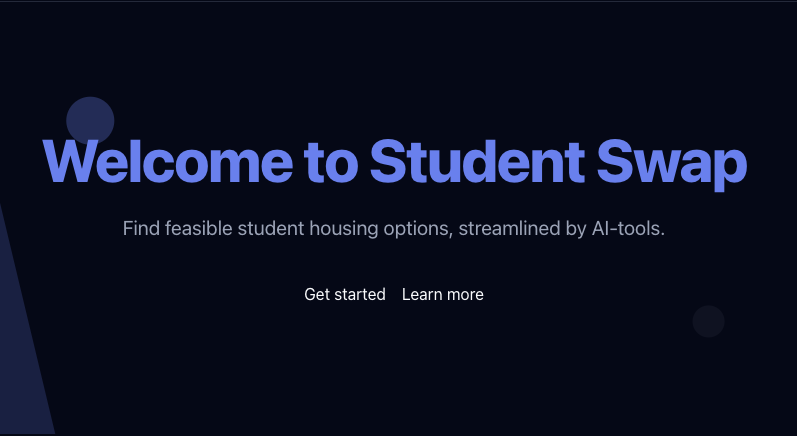 Welcome to Student Swap
Find feasible student housing options, streamlined by AI-tools.
Get started Learn more